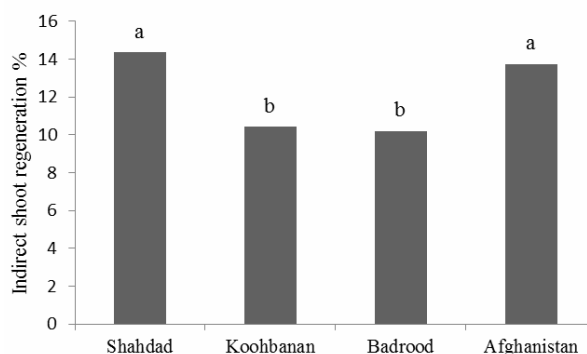 Indirect shoot regeneration %
16
14
12
10
8
6
4
2
0
a
b
b
a
Shahdad
Koohbanan
Badrood
Afghanistan